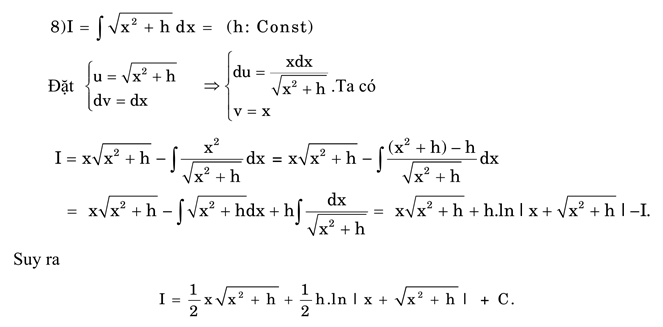 8)I = ∫ √(x² + h) dx = (h: Const)
Đặt { u = √(x² + h) ; dv = dx ⇒ { du = xdx / √(x² + h) ; v = x .Ta có
I = x√(x² + h) − ∫ x² / √(x² + h) dx = x√(x² + h) − ∫ ((x² + h) − h) / √(x² + h) dx
= x√(x² + h) − ∫ √(x² + h)dx + h∫ dx / √(x² + h) = x√(x² + h) + h.ln | x + √(x² + h) | −I.
Suy ra
I = 1/2 x√(x² + h) + 1/2 h.ln | x + √(x² + h) | + C.